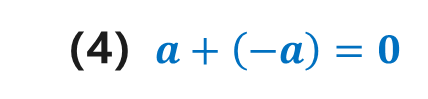 (4) a + (−a) = 0